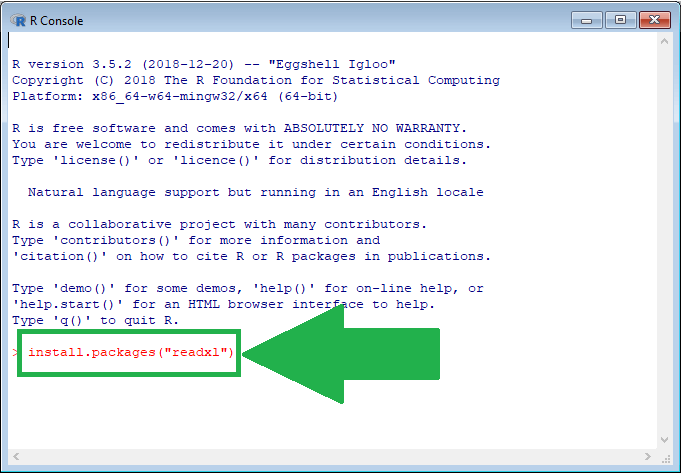 R Console
R version 3.5.2 (2018-12-20) -- "Eggshell Igloo"
Copyright (C) 2018 The R Foundation for Statistical Computing
Platform: x86_64-w64-mingw32/x64 (64-bit)
R is free software and comes with ABSOLUTELY NO WARRANTY.
You are welcome to redistribute it under certain conditions.
Type 'license()' or 'licence()' for distribution details.
Natural language support but running in an English locale
R is a collaborative project with many contributors.
Type 'contributors()' for more information and
'citation()' on how to cite R or R packages in publications.
Type 'demo()' for some demos, 'help()' for on-line help, or
'help.start()' for an HTML browser interface to help.
Type 'q()' to quit R.
> install.packages("readxl")